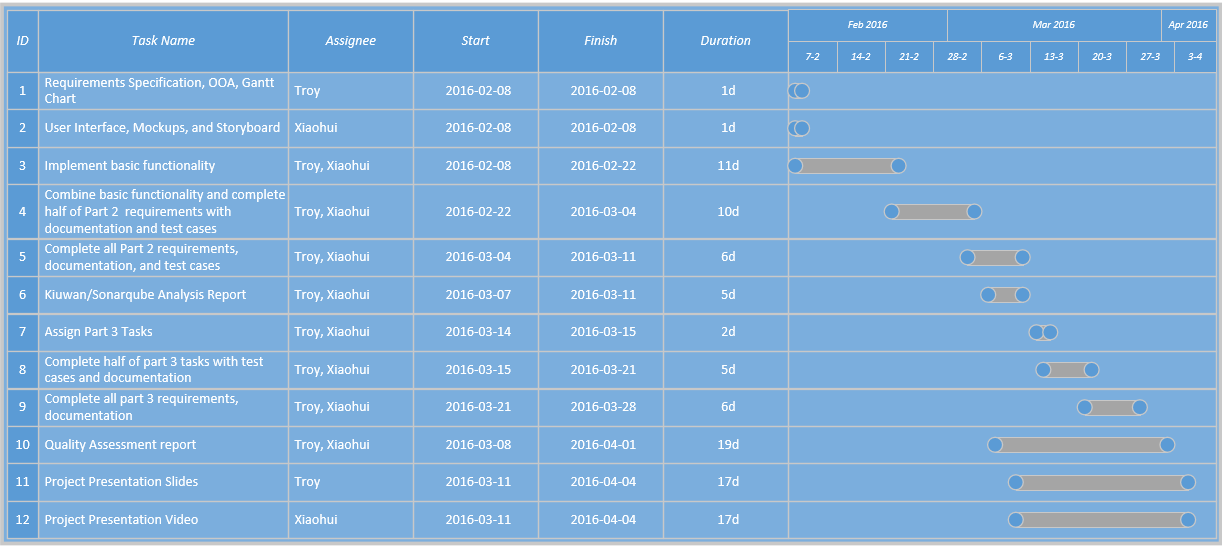 ID Task Name Assignee Start Finish Duration Feb 2016 Mar 2016 Apr 2016
7-2 14-2 21-2 28-2 6-3 13-3 20-3 27-3 3-4
1 Requirements Specification, OOA, Gantt Chart Troy 2016-02-08 2016-02-08 1d
2 User Interface, Mockups, and Storyboard Xiaohui 2016-02-08 2016-02-08 1d
3 Implement basic functionality Troy, Xiaohui 2016-02-08 2016-02-22 11d
4 Combine basic functionality and complete half of Part 2 requirements with documentation and test cases Troy, Xiaohui 2016-02-22 2016-03-04 10d
5 Complete all Part 2 requirements, documentation, and test cases Troy, Xiaohui 2016-03-04 2016-03-11 6d
6 Kiuwan/Sonarqube Analysis Report Troy, Xiaohui 2016-03-07 2016-03-11 5d
7 Assign Part 3 Tasks Troy, Xiaohui 2016-03-14 2016-03-15 2d
8 Complete half of part 3 tasks with test cases and documentation Troy, Xiaohui 2016-03-15 2016-03-21 5d
9 Complete all part 3 requirements, documentation Troy, Xiaohui 2016-03-21 2016-03-28 6d
10 Quality Assessment report Troy, Xiaohui 2016-03-08 2016-04-01 19d
11 Project Presentation Slides Troy 2016-03-11 2016-04-04 17d
12 Project Presentation Video Xiaohui 2016-03-11 2016-04-04 17d